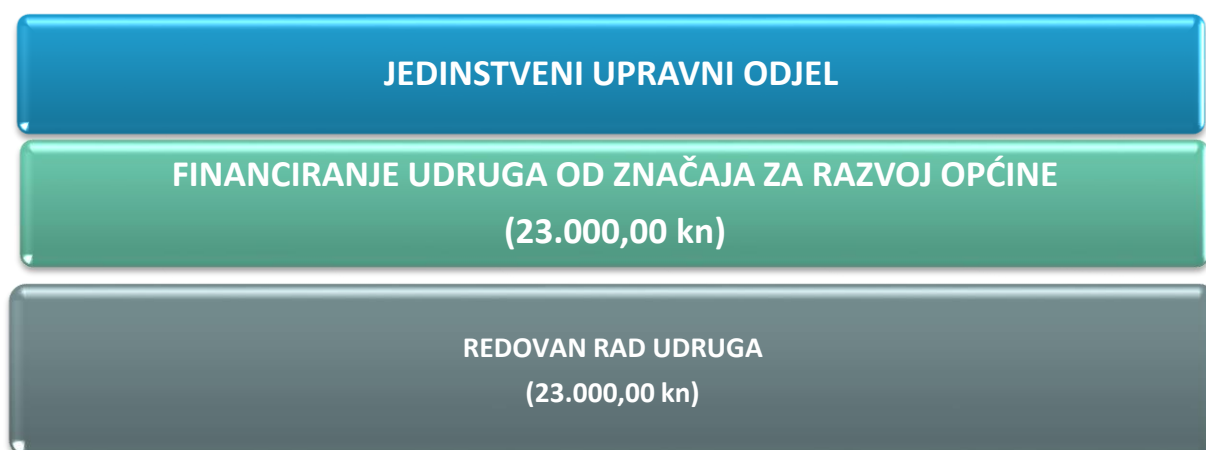 JEDINSTVENI UPRAVNI ODJEL
FINANCIRANJE UDRUGA OD ZNAČAJA ZA RAZVOJ OPĆINE
(23.000,00 kn)
REDOVAN RAD UDRUGA
(23.000,00 kn)